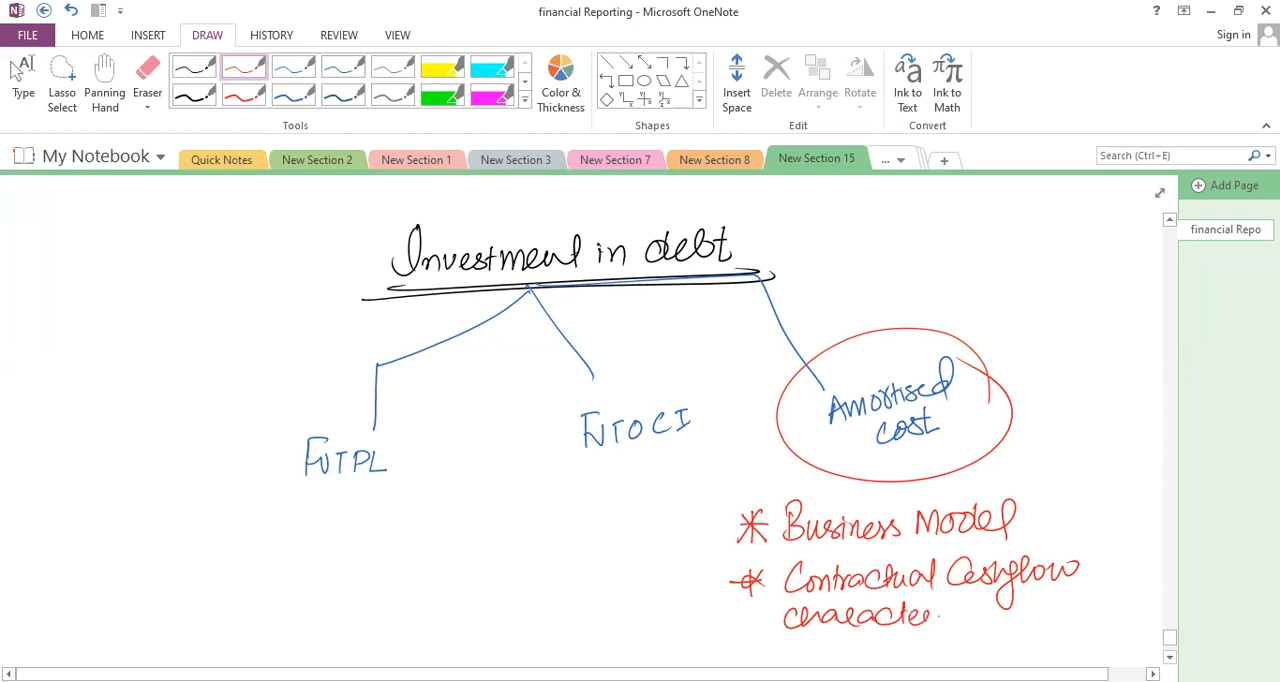 financial Reporting - Microsoft OneNote
?
FILE
HOME
INSERT
DRAW
HISTORY
REVIEW
VIEW
Sign in
Type
Lasso
Select
Panning
Hand
Eraser
Color &
Thickness
Insert
Space
Delete
Arrange
Rotate
Ink to
Text
Ink to
Math
Tools
Shapes
Edit
Convert
My Notebook
Quick Notes
New Section 2
New Section 1
New Section 3
New Section 7
New Section 8
New Section 15
...
Search (Ctrl+E)
Add Page
financial Repo
Investment in debt
FVTPL
FVTOCI
Amortised
cost
* Business Model
* Contractual Cashflow
characte